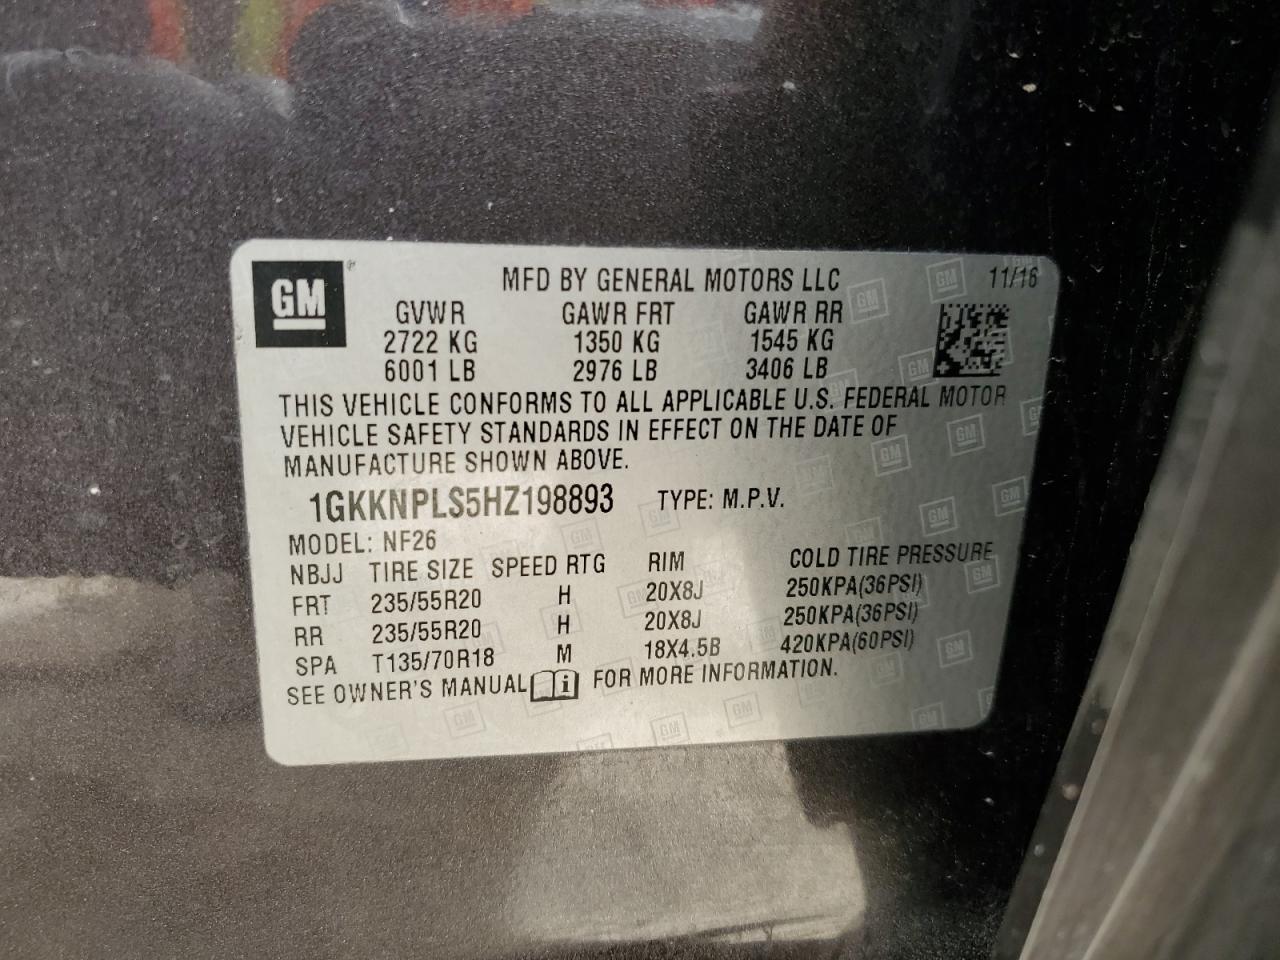 GM ® MFD BY GENERAL MOTORS LLC 11/16
GVWR GAWR FRT GAWR RR
2722 KG 1350 KG 1545 KG
6001 LB 2976 LB 3406 LB
THIS VEHICLE CONFORMS TO ALL APPLICABLE U.S. FEDERAL MOTOR
VEHICLE SAFETY STANDARDS IN EFFECT ON THE DATE OF
MANUFACTURE SHOWN ABOVE.
1GKKNPLS5HZ198893 TYPE: M.P.V.
MODEL: NF26
NBJJ TIRE SIZE SPEED RTG RIM COLD TIRE PRESSURE
FRT 235/55R20 H 20X8J 250KPA(36PSI)
RR 235/55R20 H 20X8J 250KPA(36PSI)
SPA T135/70R18 M 18X4.5B 420KPA(60PSI)
SEE OWNER'S MANUAL i FOR MORE INFORMATION.